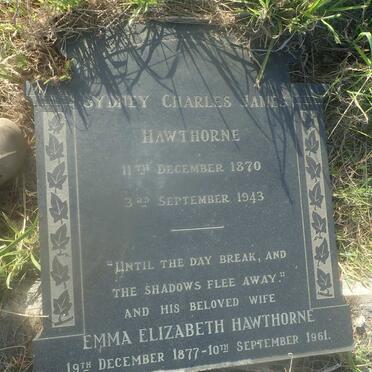 SYDNEY CHARLES JAMES
HAWTHORNE
11TH DECEMBER 1870
3RD SEPTEMBER 1943
"UNTIL THE DAY BREAK, AND
THE SHADOWS FLEE AWAY."
AND HIS BELOVED WIFE
EMMA ELIZABETH HAWTHORNE
19TH DECEMBER 1877-10TH SEPTEMBER 1961.